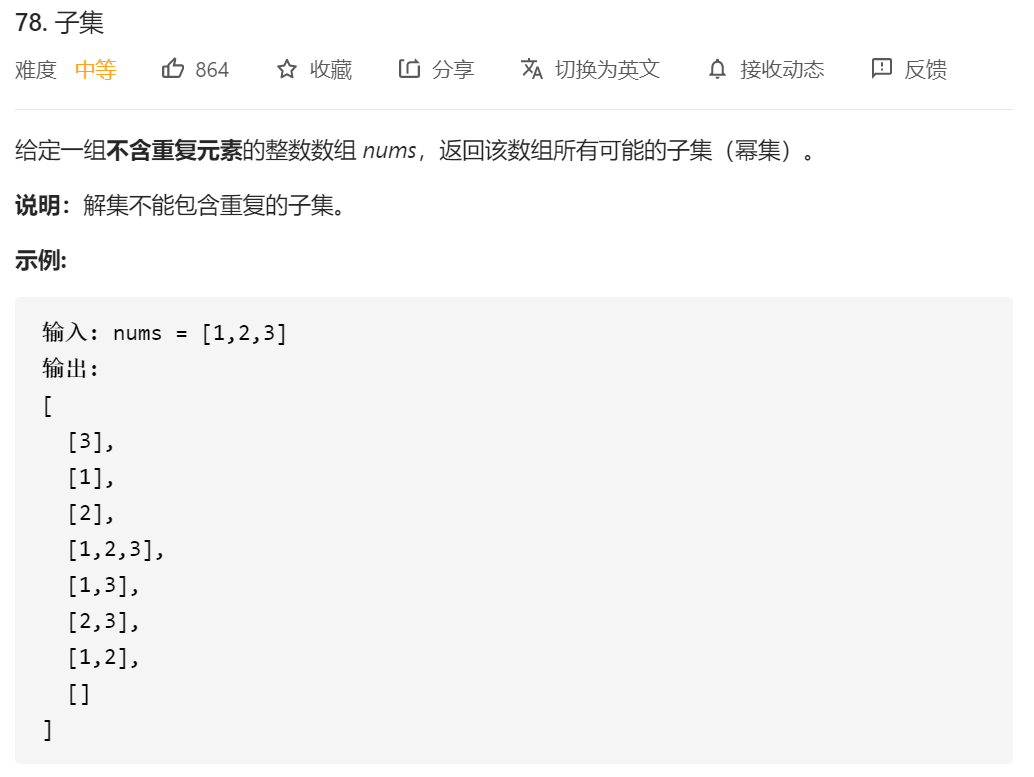 78. 子集
难度 中等 864 收藏 分享 切换为英文 接收动态 反馈
给定一组不含重复元素的整数数组 nums，返回该数组所有可能的子集（幂集）。
说明：解集不能包含重复的子集。
示例:
输入: nums = [1,2,3]
输出:
[
  [3],
  [1],
  [2],
  [1,2,3],
  [1,3],
  [2,3],
  [1,2],
  []
]